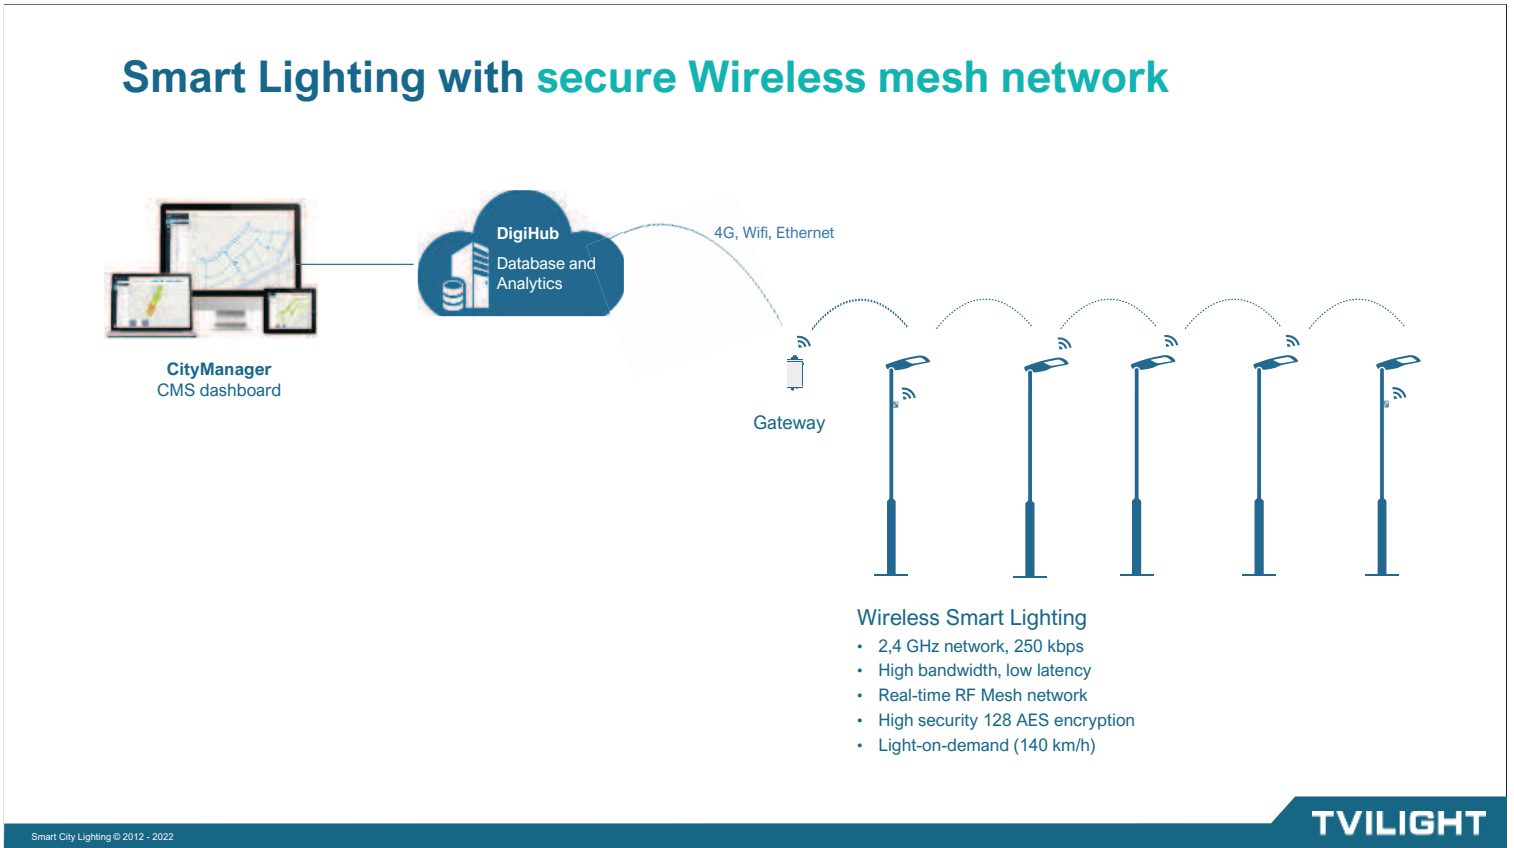 Smart Lighting with secure Wireless mesh network
DigiHub
Database and
Analytics
4G, Wifi, Ethernet
CityManager
CMS dashboard
Gateway
Wireless Smart Lighting
• 2,4 GHz network, 250 kbps
• High bandwidth, low latency
• Real-time RF Mesh network
• High security 128 AES encryption
• Light-on-demand (140 km/h)
Smart City Lighting © 2012 - 2022
TVILIGHT